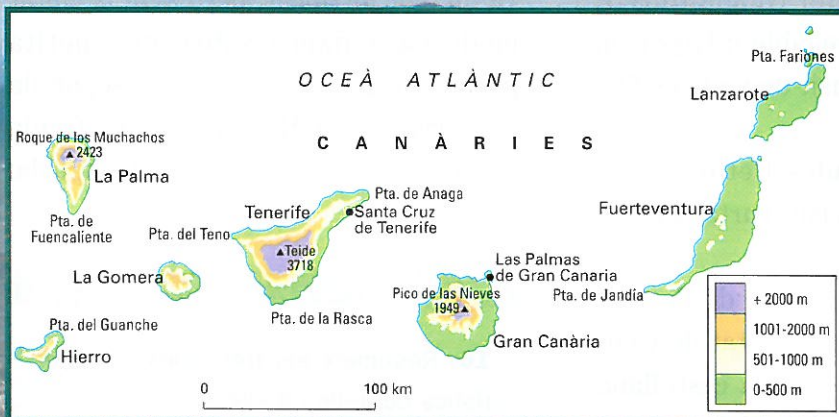 OCEÀ ATLÀNTIC
CANÀRIES
Pta. Fariones
Lanzarote
Roque de los Muchachos
2423
La Palma
Pta. de
Fuencaliente
Pta. de Anaga
Tenerife
Santa Cruz
de Tenerife
Pta. del Teno
Teide
3718
Fuerteventura
La Gomera
Las Palmas
de Gran Canaria
Pico de las Nieves
1949
Pta. de Jandía
Pta. de la Rasca
Pta. del Guanche
Hierro
Gran Canària
0 100 km
+ 2000 m
1001-2000 m
501-1000 m
0-500 m